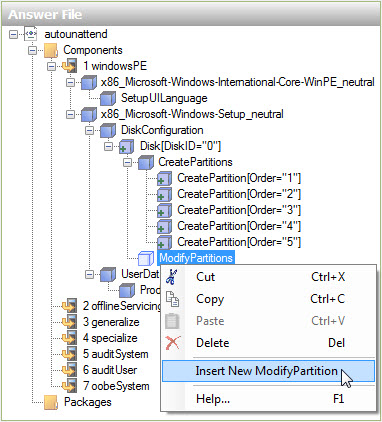 Answer File
autounattend
Components
1 windowsPE
x86_Microsoft-Windows-International-Core-WinPE_neutral
SetupUILanguage
x86_Microsoft-Windows-Setup_neutral
DiskConfiguration
Disk[DiskID="0"]
CreatePartitions
CreatePartition[Order="1"]
CreatePartition[Order="2"]
CreatePartition[Order="3"]
CreatePartition[Order="4"]
CreatePartition[Order="5"]
ModifyPartitions
UserDat
Prod
2 offlineServicing
3 generalize
4 specialize
5 auditSystem
6 auditUser
7 oobeSystem
Packages
Cut Ctrl+X
Copy Ctrl+C
Paste Ctrl+V
Delete Del
Insert New ModifyPartition
Help... F1